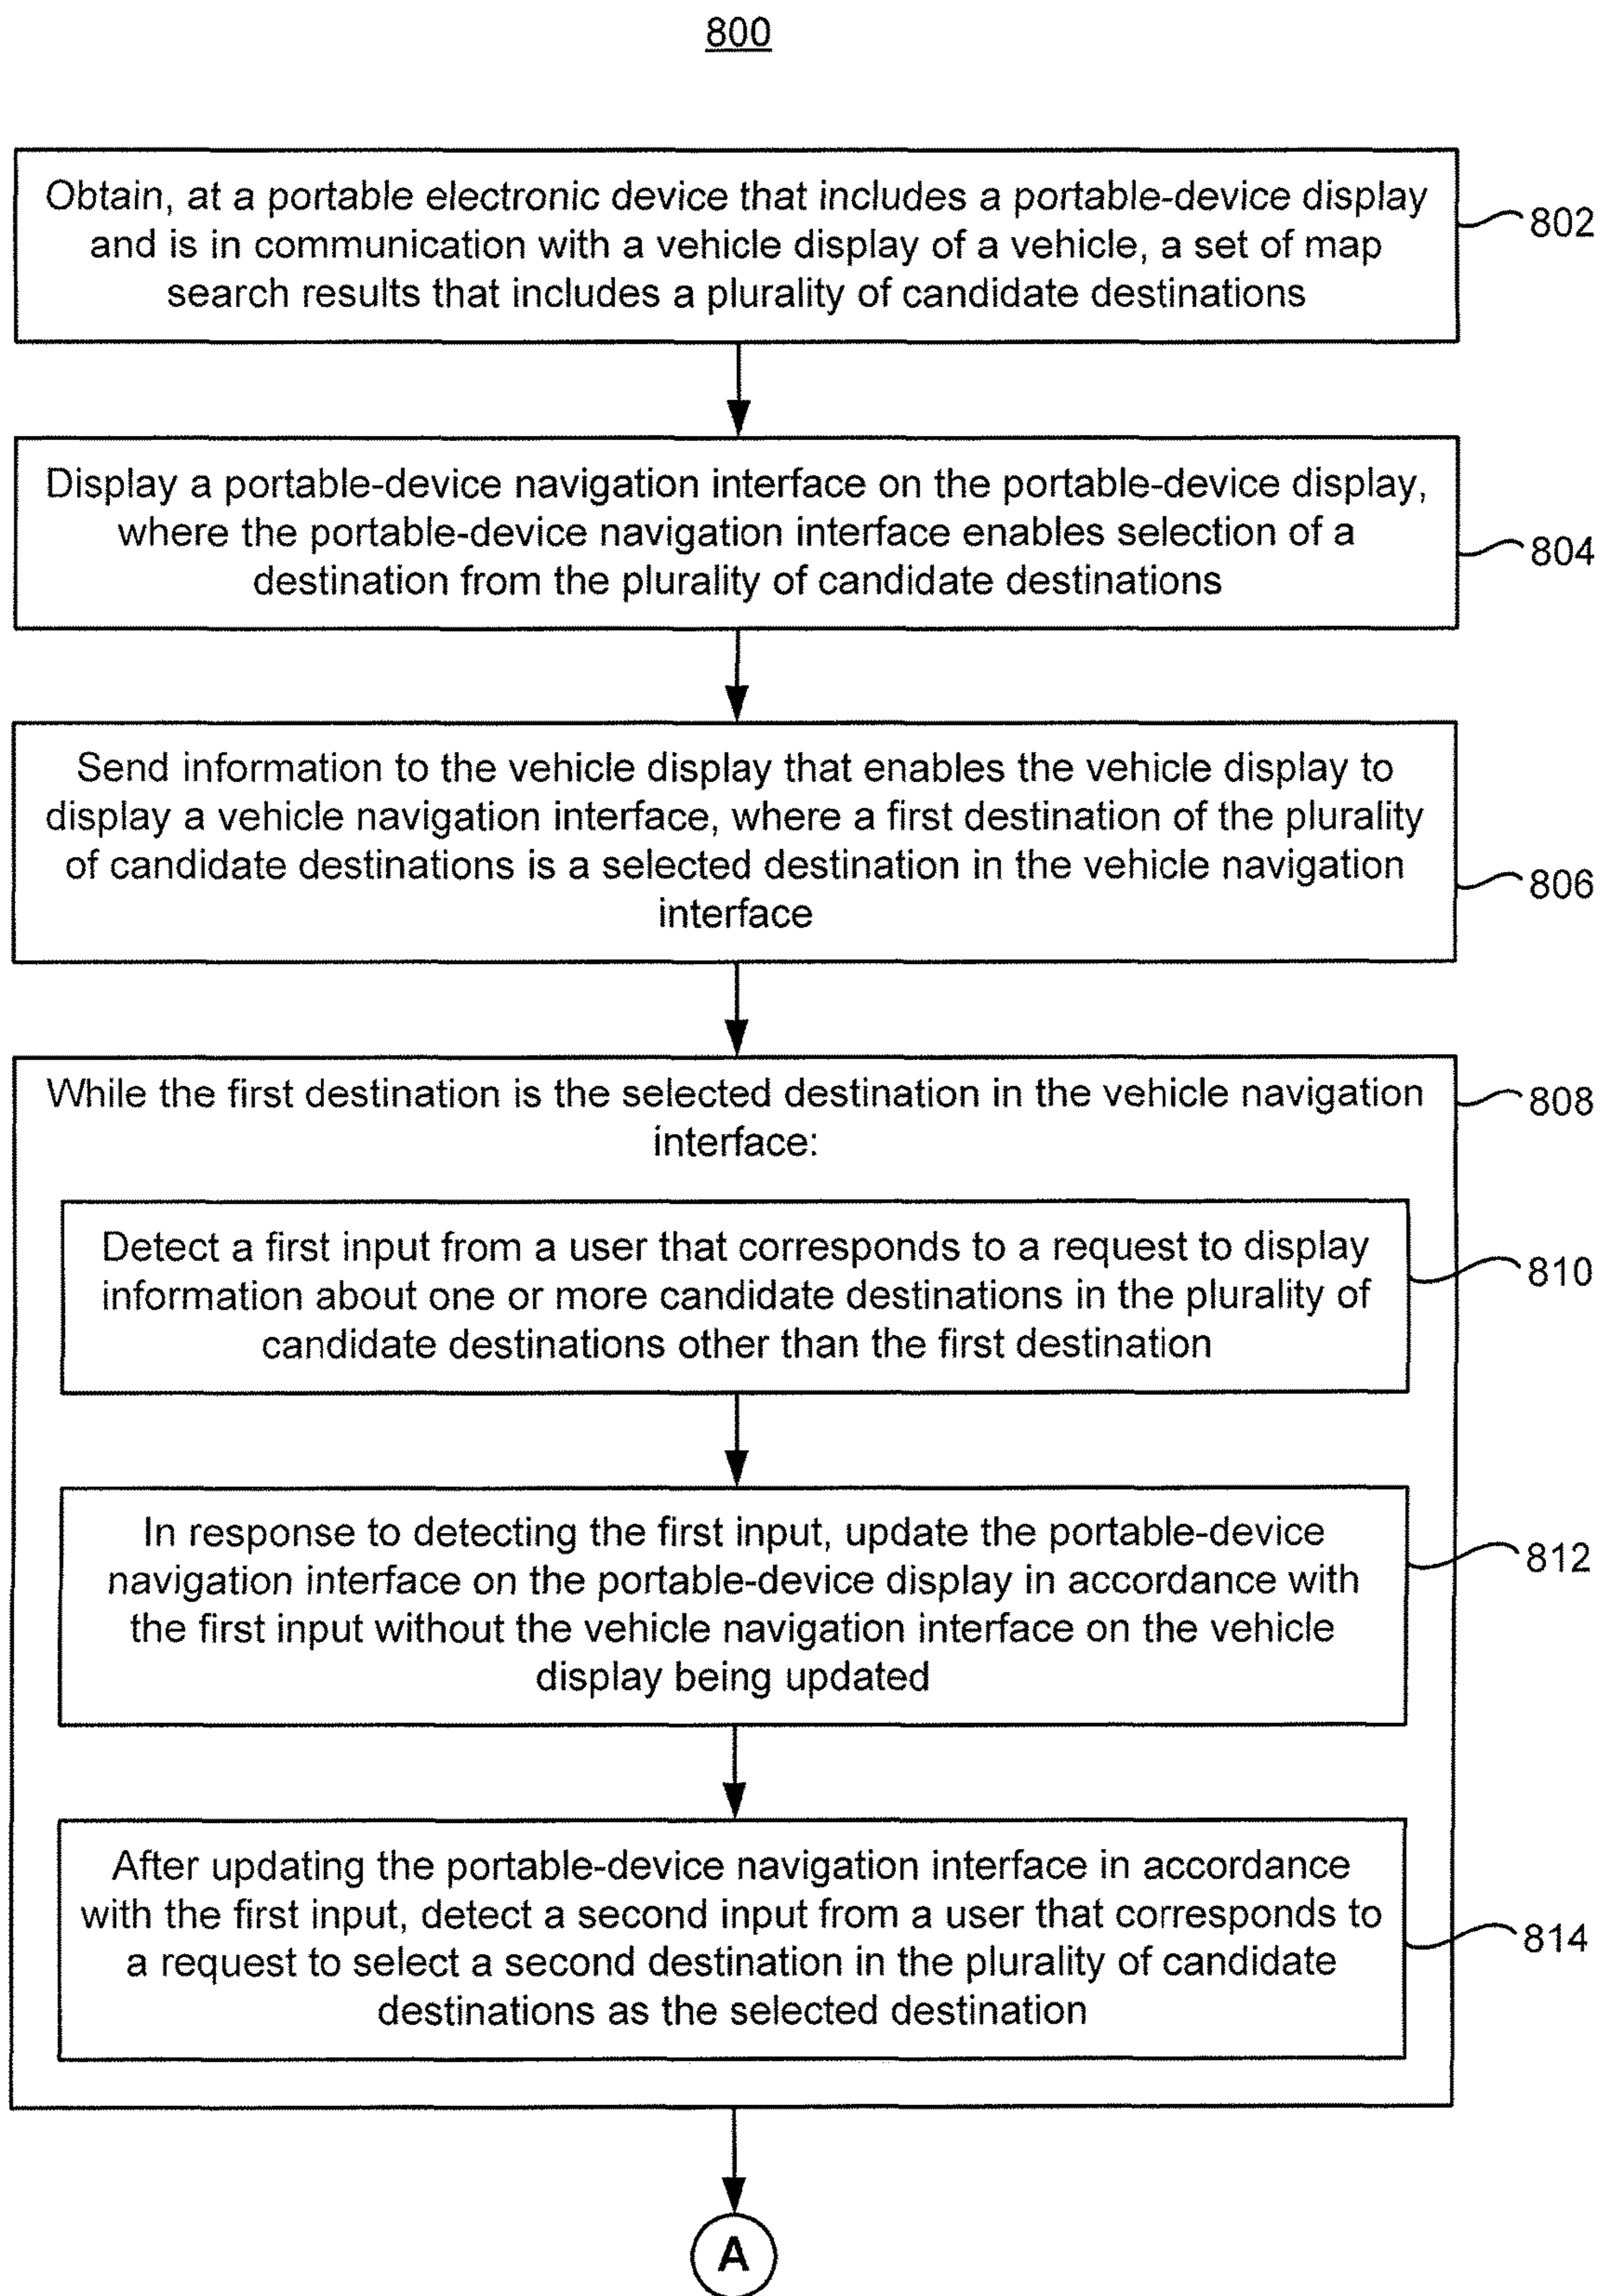 800
Obtain, at a portable electronic device that includes a portable-device display
and is in communication with a vehicle display of a vehicle, a set of map
search results that includes a plurality of candidate destinations
802
Display a portable-device navigation interface on the portable-device display,
where the portable-device navigation interface enables selection of a
destination from the plurality of candidate destinations
804
Send information to the vehicle display that enables the vehicle display to
display a vehicle navigation interface, where a first destination of the plurality
of candidate destinations is a selected destination in the vehicle navigation
interface
806
While the first destination is the selected destination in the vehicle navigation
interface:
808
Detect a first input from a user that corresponds to a request to display
information about one or more candidate destinations in the plurality of
candidate destinations other than the first destination
810
In response to detecting the first input, update the portable-device
navigation interface on the portable-device display in accordance with
the first input without the vehicle navigation interface on the vehicle
display being updated
812
After updating the portable-device navigation interface in accordance
with the first input, detect a second input from a user that corresponds to
a request to select a second destination in the plurality of candidate
destinations as the selected destination
814
A